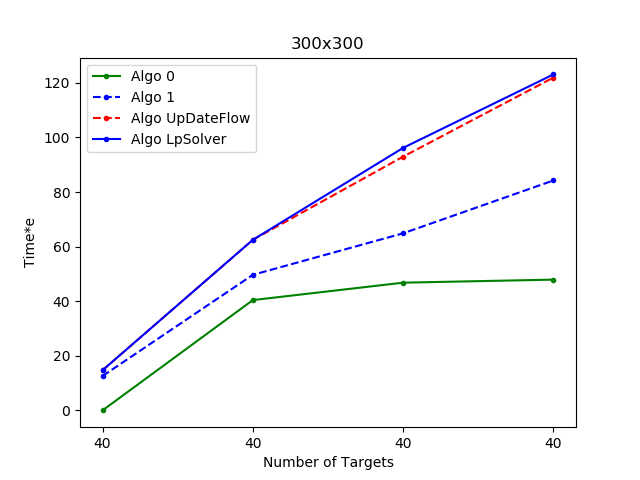 300x300
Algo 0
Algo 1
Algo UpDateFlow
Algo LpSolver
120
100
80
60
40
20
0
Time*e
40 40 40 40
Number of Targets